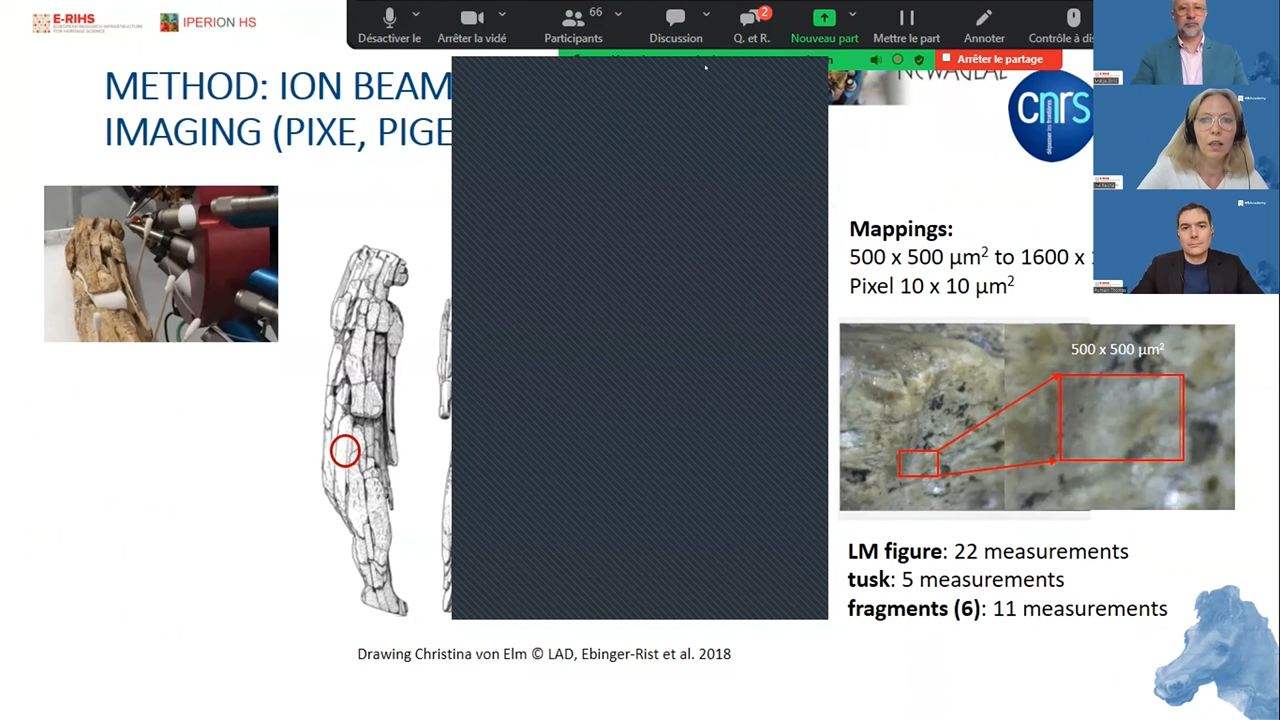 E-RIHS
EUROPEAN RESEARCH INFRASTRUCTURE
FOR HERITAGE SCIENCE
IPERION HS
66
2
Désactiver le
Arrêter la vidé
Participants
Discussion
Q. et R.
Nouveau part
Mettre le part
Annoter
Contrôle à dis
Arrêter le partage
METHOD: ION BEAM
IMAGING (PIXE, PIGE
cnrs
dépasser les frontières
Mappings:
500 x 500 µm² to 1600 x
Pixel 10 x 10 µm²
500 x 500 µm²
LM figure: 22 measurements
tusk: 5 measurements
fragments (6): 11 measurements
Drawing Christina von Elm © LAD, Ebinger-Rist et al. 2018